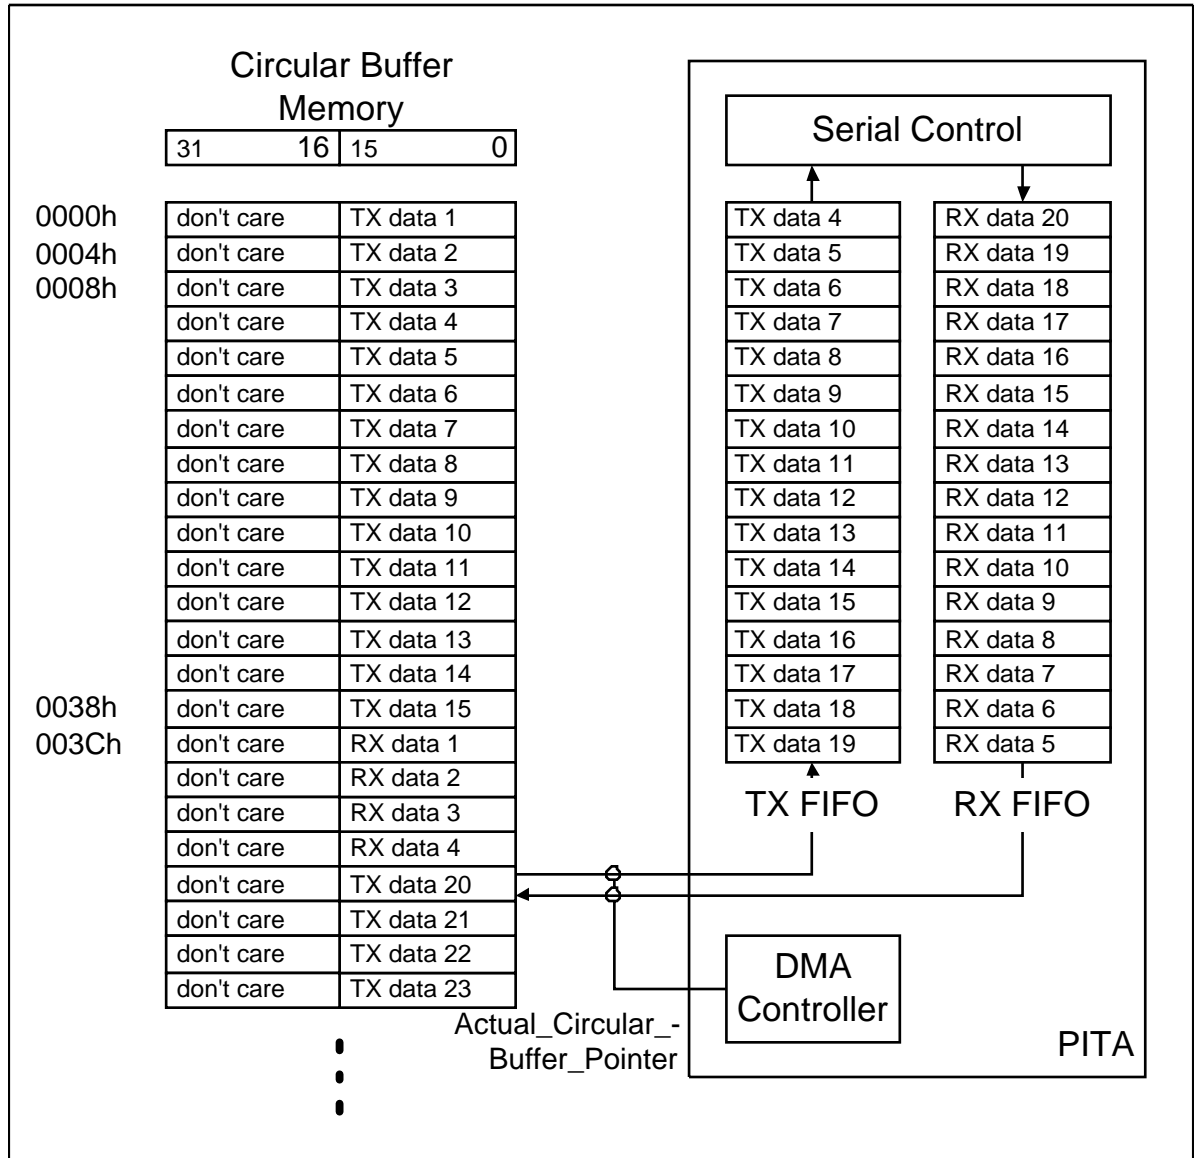 Circular Buffer
Memory
31 16 15 0
0000h don't care TX data 1
0004h don't care TX data 2
0008h don't care TX data 3
don't care TX data 4
don't care TX data 5
don't care TX data 6
don't care TX data 7
don't care TX data 8
don't care TX data 9
don't care TX data 10
don't care TX data 11
don't care TX data 12
don't care TX data 13
don't care TX data 14
0038h don't care TX data 15
003Ch don't care RX data 1
don't care RX data 2
don't care RX data 3
don't care RX data 4
don't care TX data 20
don't care TX data 21
don't care TX data 22
don't care TX data 23
Actual_Circular_-
Buffer_Pointer
Serial Control
TX data 4 RX data 20
TX data 5 RX data 19
TX data 6 RX data 18
TX data 7 RX data 17
TX data 8 RX data 16
TX data 9 RX data 15
TX data 10 RX data 14
TX data 11 RX data 13
TX data 12 RX data 12
TX data 13 RX data 11
TX data 14 RX data 10
TX data 15 RX data 9
TX data 16 RX data 8
TX data 17 RX data 7
TX data 18 RX data 6
TX data 19 RX data 5
TX FIFO RX FIFO
DMA
Controller
PITA